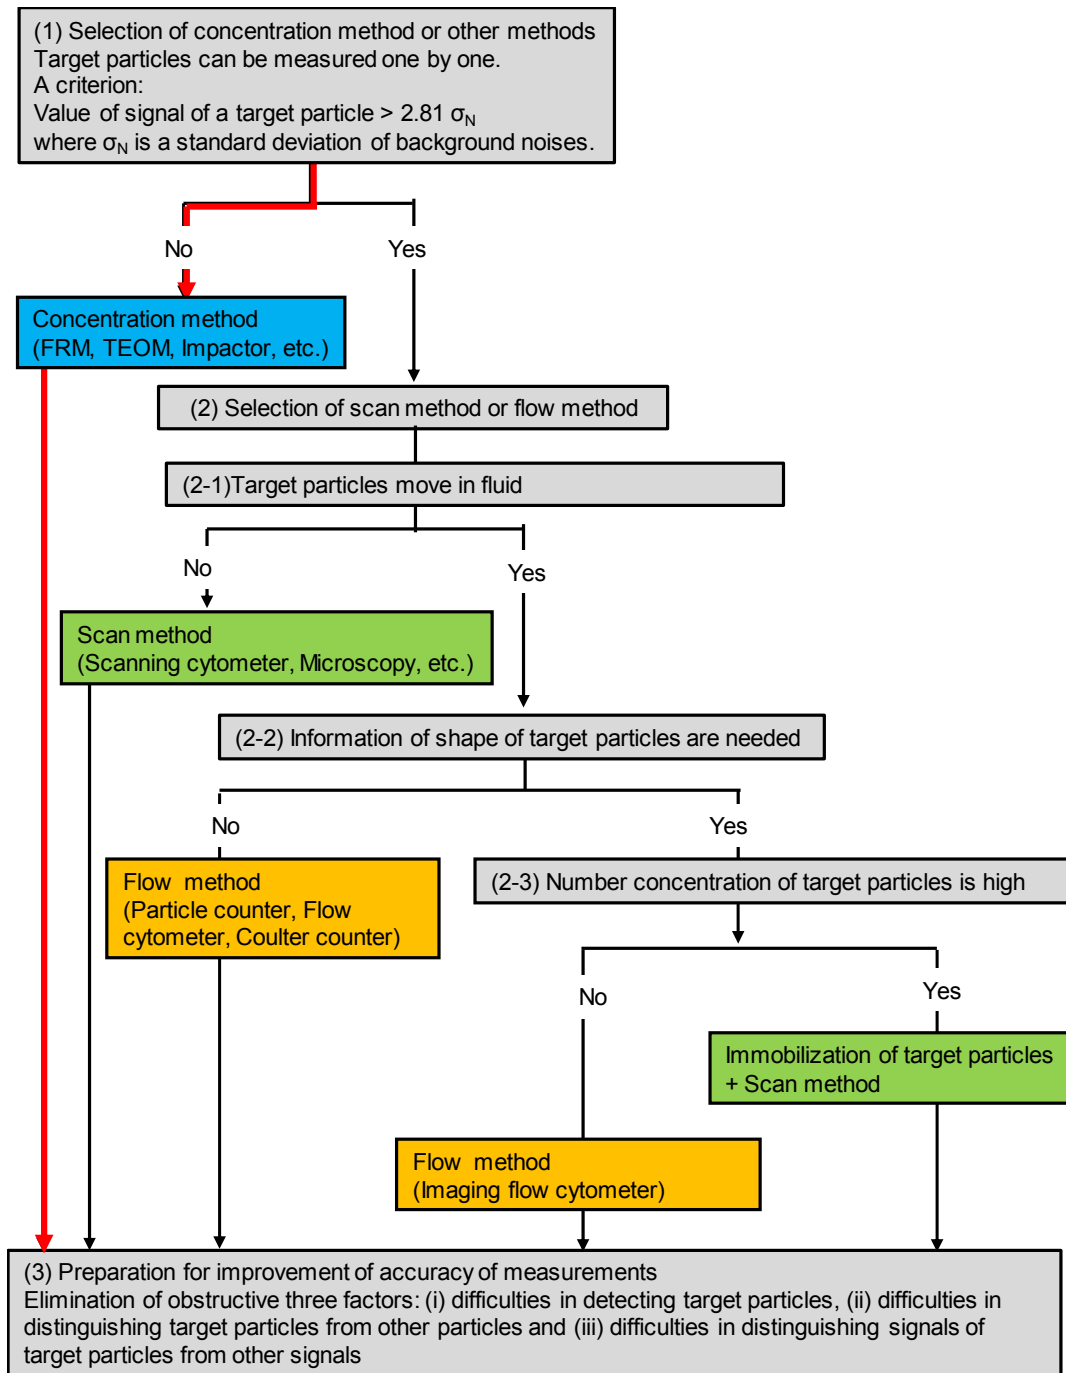 (1) Selection of concentration method or other methods
Target particles can be measured one by one.
A criterion:
Value of signal of a target particle > 2.81 σN
where σN is a standard deviation of background noises.
No
Yes
Concentration method
(FRM, TEOM, Impactor, etc.)
(2) Selection of scan method or flow method
(2-1)Target particles move in fluid
No
Yes
Scan method
(Scanning cytometer, Microscopy, etc.)
(2-2) Information of shape of target particles are needed
No
Yes
Flow method
(Particle counter, Flow
cytometer, Coulter counter)
(2-3) Number concentration of target particles is high
No
Yes
Immobilization of target particles
+ Scan method
Flow method
(Imaging flow cytometer)
(3) Preparation for improvement of accuracy of measurements
Elimination of obstructive three factors: (i) difficulties in detecting target particles, (ii) difficulties in
distinguishing target particles from other particles and (iii) difficulties in distinguishing signals of
target particles from other signals